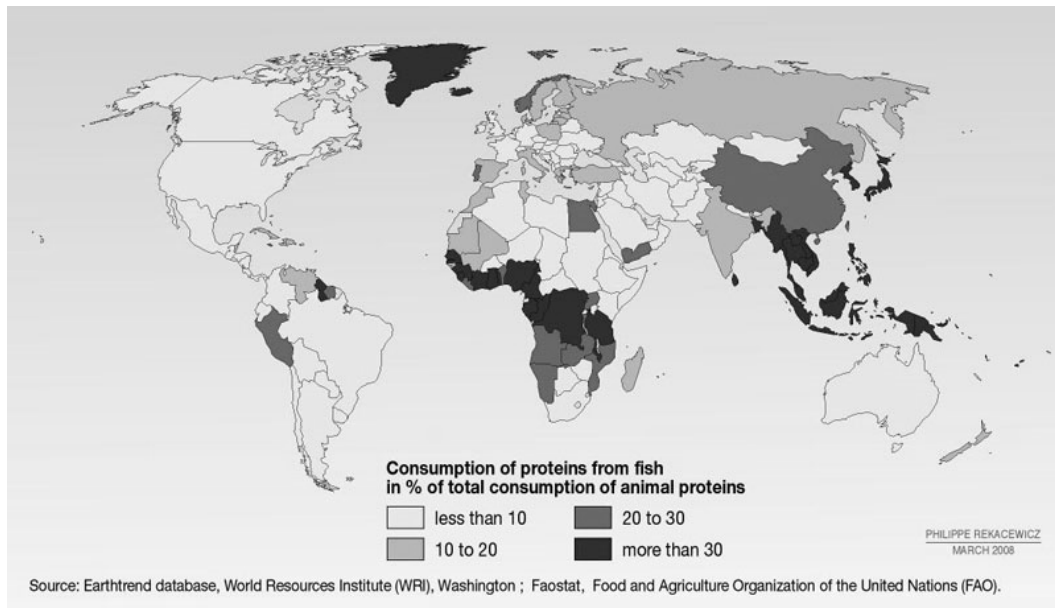 Consumption of proteins from fish
in % of total consumption of animal proteins
less than 10
20 to 30
10 to 20
more than 30
PHILIPPE REKACEWICZ
MARCH 2008
Source: Earthtrend database, World Resources Institute (WRI), Washington ; Faostat, Food and Agriculture Organization of the United Nations (FAO).